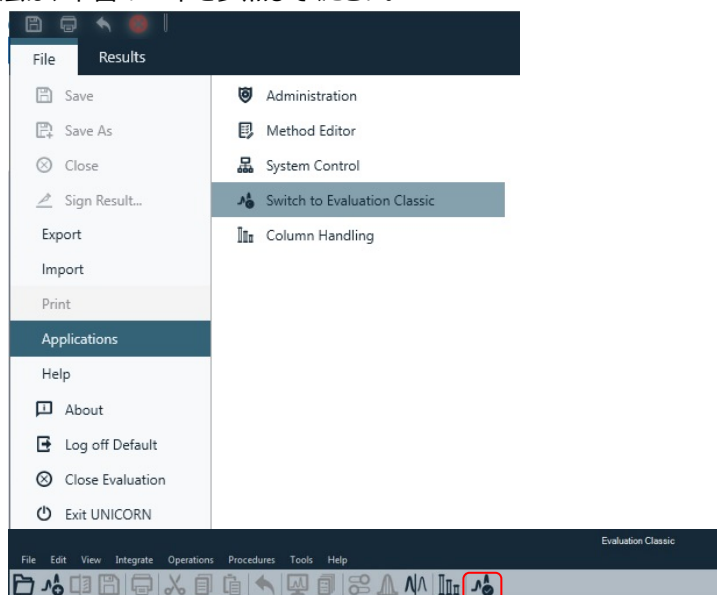 File Results
Save
Save As
Close
Sign Result...
Export
Import
Print
Applications
Help
About
Log off Default
Close Evaluation
Exit UNICORN
Administration
Method Editor
System Control
Switch to Evaluation Classic
Column Handling
Evaluation Classic
File Edit View Integrate Operations Procedures Tools Help